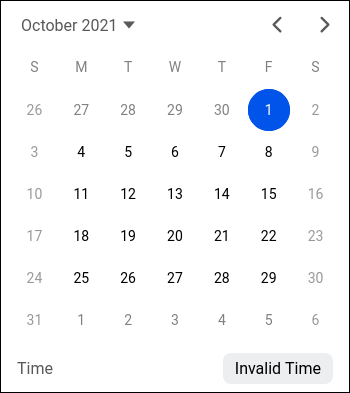 October 2021
S M T W T F S
26 27 28 29 30 1 2
3 4 5 6 7 8 9
10 11 12 13 14 15 16
17 18 19 20 21 22 23
24 25 26 27 28 29 30
31 1 2 3 4 5 6
Time Invalid Time